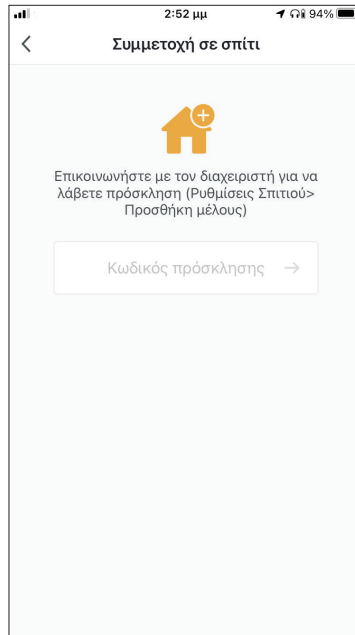 2:52 μμ
94%
Συμμετοχή σε σπίτι
Επικοινωνήστε με τον διαχειριστή για να
λάβετε πρόσκληση (Ρυθμίσεις Σπιτιού>
Προσθήκη μέλους)
Κωδικός πρόσκλησης